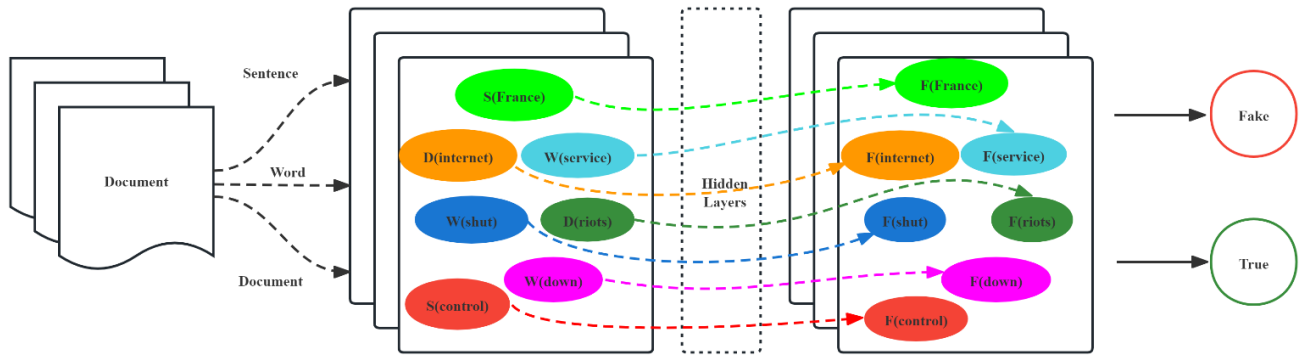 Document
Sentence
Word
Document
S(France)
D(internet)
W(service)
W(shut)
D(riots)
W(down)
S(control)
Hidden
Layers
F(France)
F(internet)
F(service)
F(shut)
F(riots)
F(down)
F(control)
Fake
True